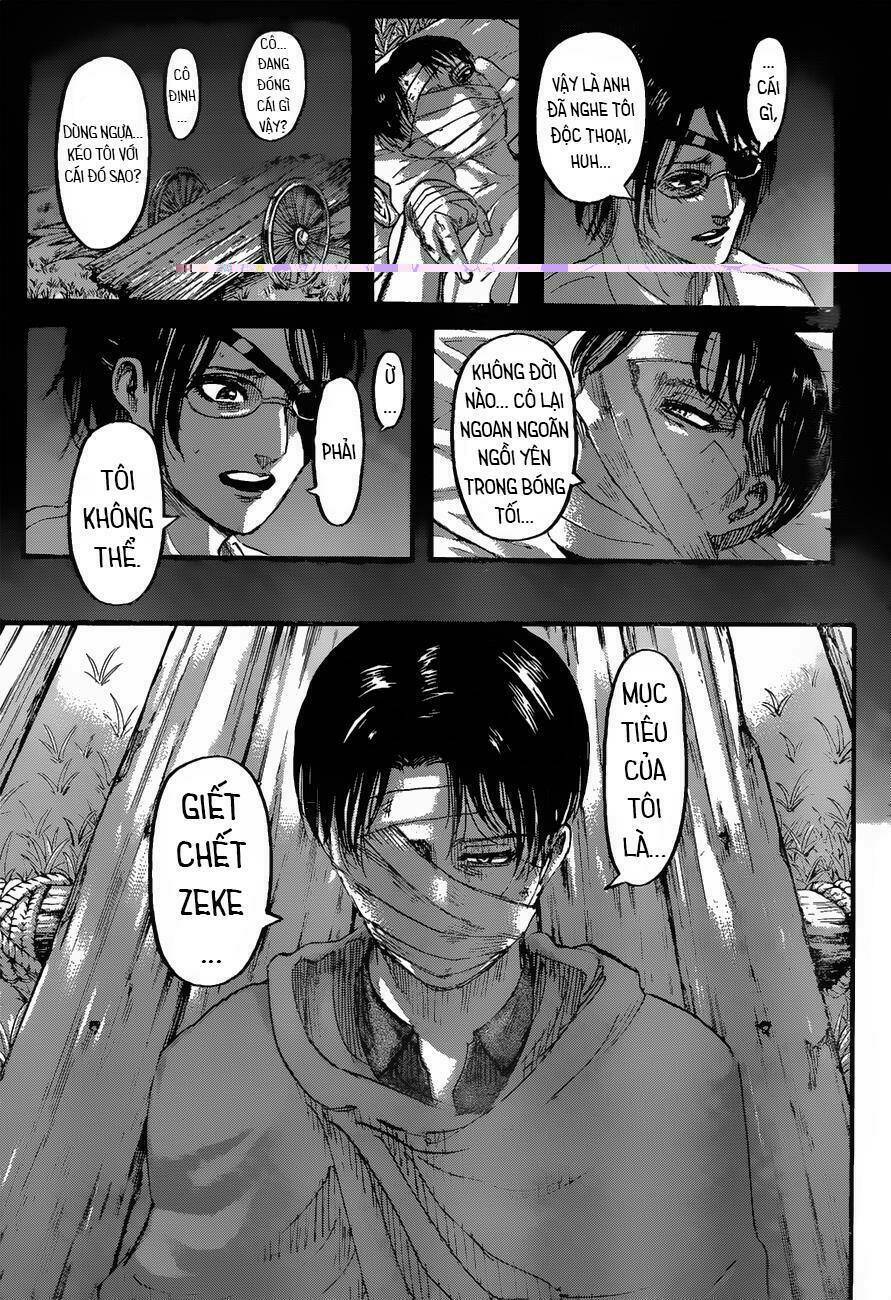 ...
CÁI
GÌ,
VẬY LÀ ANH
ĐÃ NGHE TÔI
ĐỘC THOẠI,
HUH...
CÔ...
ĐANG
ĐÓNG
CÁI GÌ
VẬY?
CÔ
ĐỊNH
...
DÙNG NGỰA...
KÉO TÔI VỚI
CÁI ĐÓ SAO?
KHÔNG ĐỜI
NÀO... CÔ LẠI
NGOAN NGOÃN
NGỒI YÊN
TRONG BÓNG
TỐI...
Ừ
...
PHẢI
TÔI
KHÔNG
THỂ.
MỤC
TIÊU
CỦA
TÔI
LÀ...
GIẾT
CHẾT
ZEKE
...